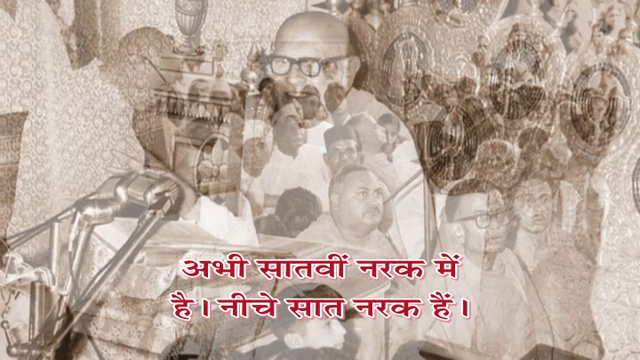 अभी सातवीं नरक में
है। नीचे सात नरक हैं।